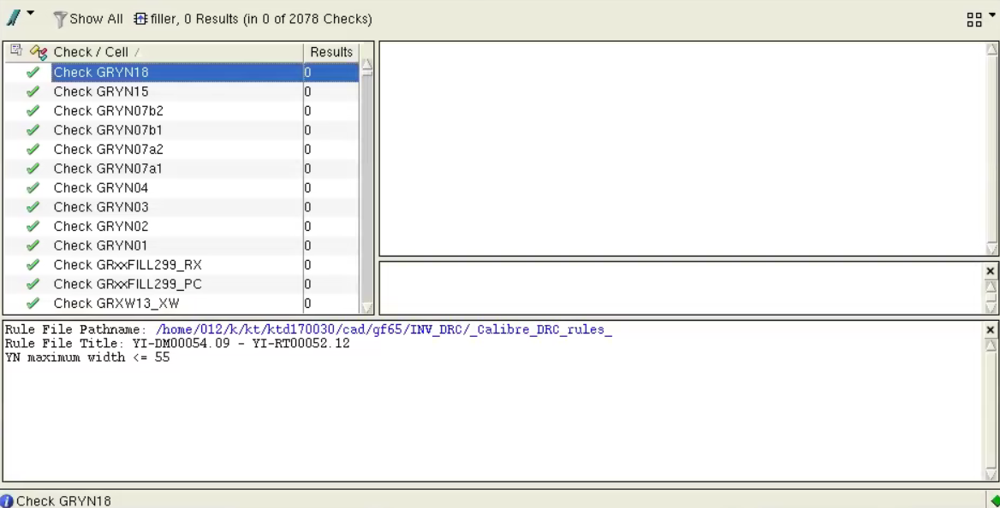 Show All filler, 0 Results (in 0 of 2078 Checks)
Check / Cell / Results
Check GRYN18 0
Check GRYN15 0
Check GRYN07b2 0
Check GRYN07b1 0
Check GRYN07a2 0
Check GRYN07a1 0
Check GRYN04 0
Check GRYN03 0
Check GRYN02 0
Check GRYN01 0
Check GRxxFILL299_RX 0
Check GRxxFILL299_PC 0
Check GRXW13_XW 0
Rule File Pathname: /home/012/k/kt/ktd170030/cad/gf65/INV_DRC/_Calibre_DRC_rules_
Rule File Title: YI-DM00054.09 - YI-RT00052.12
YN maximum width <= 55
Check GRYN18